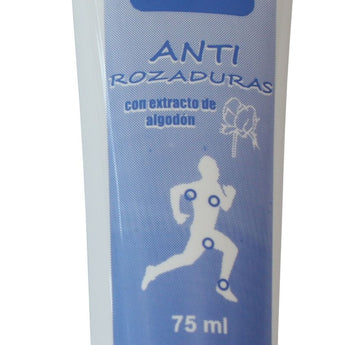 ANTI
ROZADURAS
con extracto de
algodón
75 ml